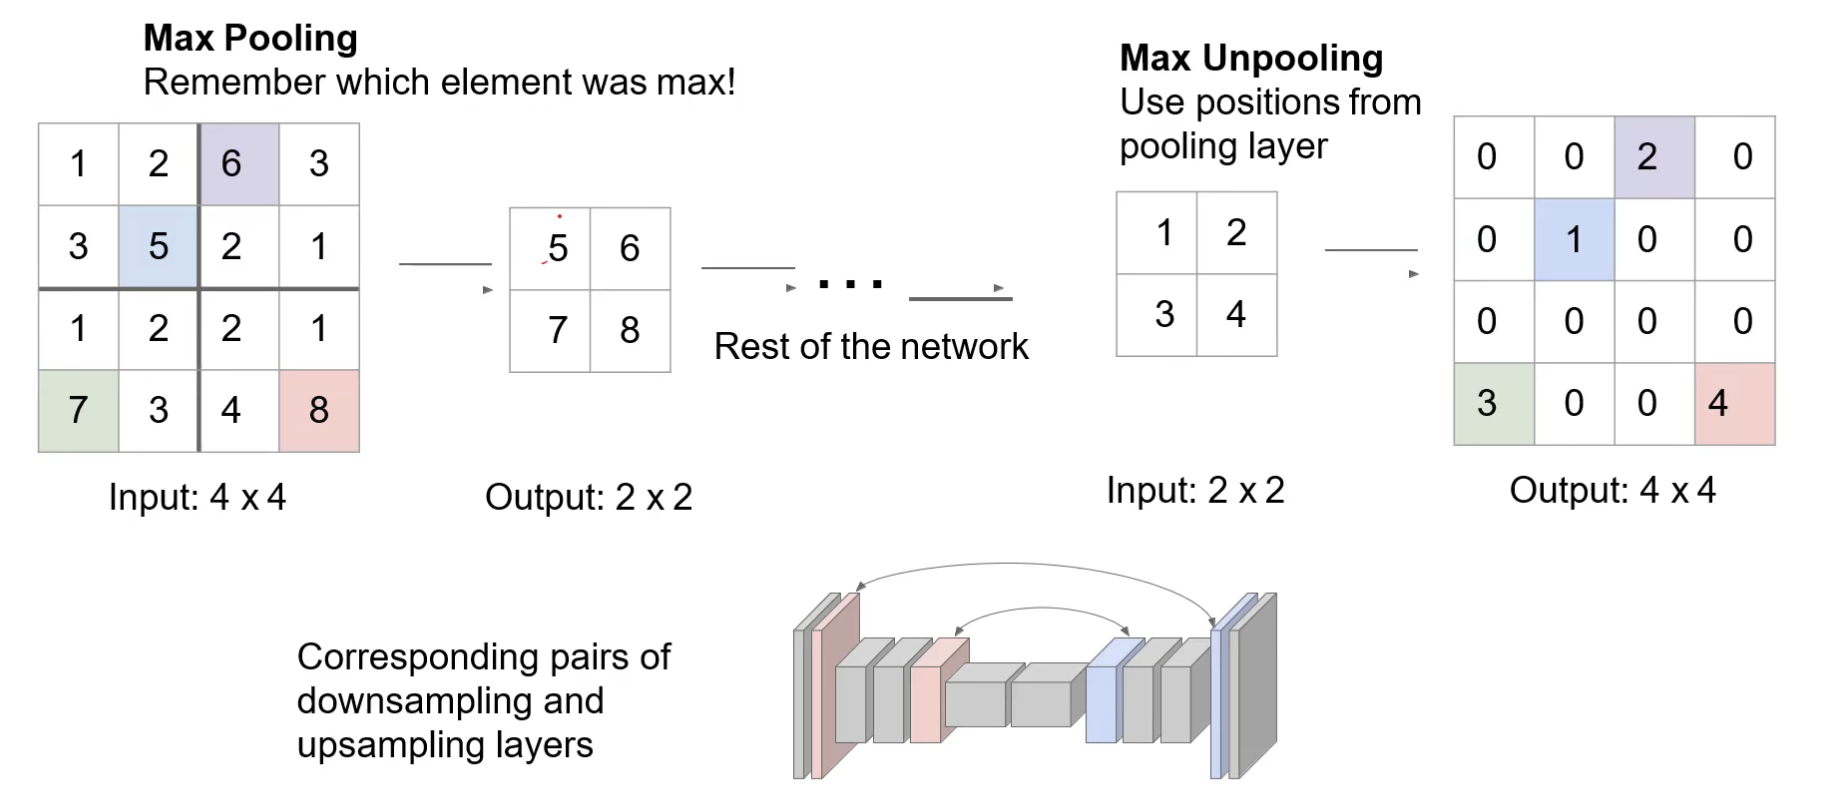 Max Pooling
Remember which element was max!
1 2 6 3
3 5 2 1
1 2 2 1
7 3 4 8
Input: 4 x 4
5 6
7 8
Output: 2 x 2
...
Rest of the network
Max Unpooling
Use positions from
pooling layer
1 2
3 4
Input: 2 x 2
0 0 2 0
0 1 0 0
0 0 0 0
3 0 0 4
Output: 4 x 4
Corresponding pairs of
downsampling and
upsampling layers